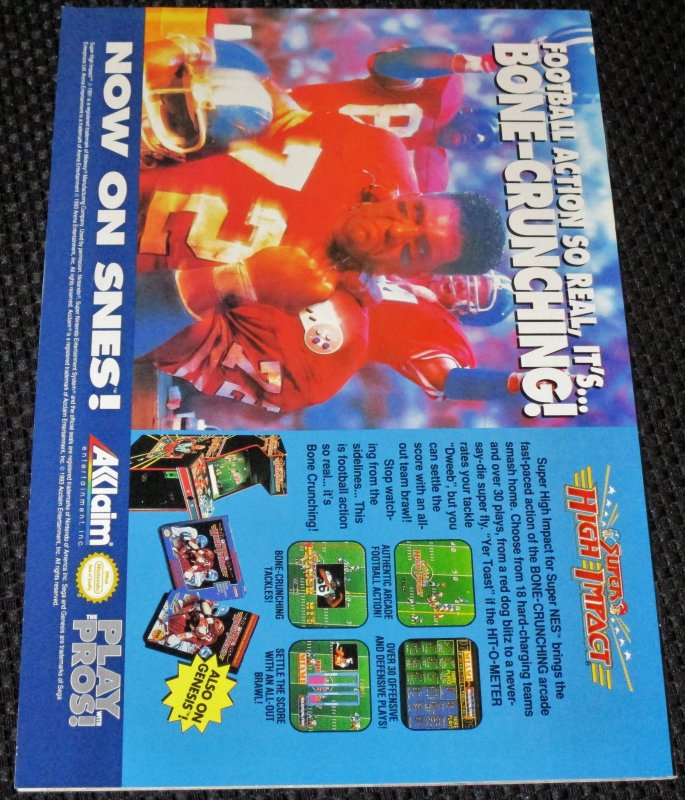 FOOTBALL ACTION SO REAL, IT'S...
BONE-CRUNCHING!
SUPER
HIGH IMPACT
Super High Impact for Super NES™ brings the
fast-paced action of the BONE-CRUNCHING arcade
smash home. Choose from 18 hard-charging teams
and over 30 plays, from a red dog blitz to a never-
say-die super fly. "Yer Toast" if the HIT-O-METER
rates your tackle
"Dweeb", but you
can settle the
score with an all-
out team brawl!
Stop watch-
ing from the
sidelines... This
is football action
so real... it's
Bone Crunching!
AUTHENTIC ARCADE
FOOTBALL ACTION!
OVER 30 OFFENSIVE
AND DEFENSIVE PLAYS!
BONE-CRUNCHING
TACKLES!
SETTLE THE SCORE
WITH AN ALL-OUT
BRAWL!
ALSO ON
GENESIS™!
NOW ON SNES™!
AKKlaim
entertainment, inc.
PLAY
THE WITH
PROS!